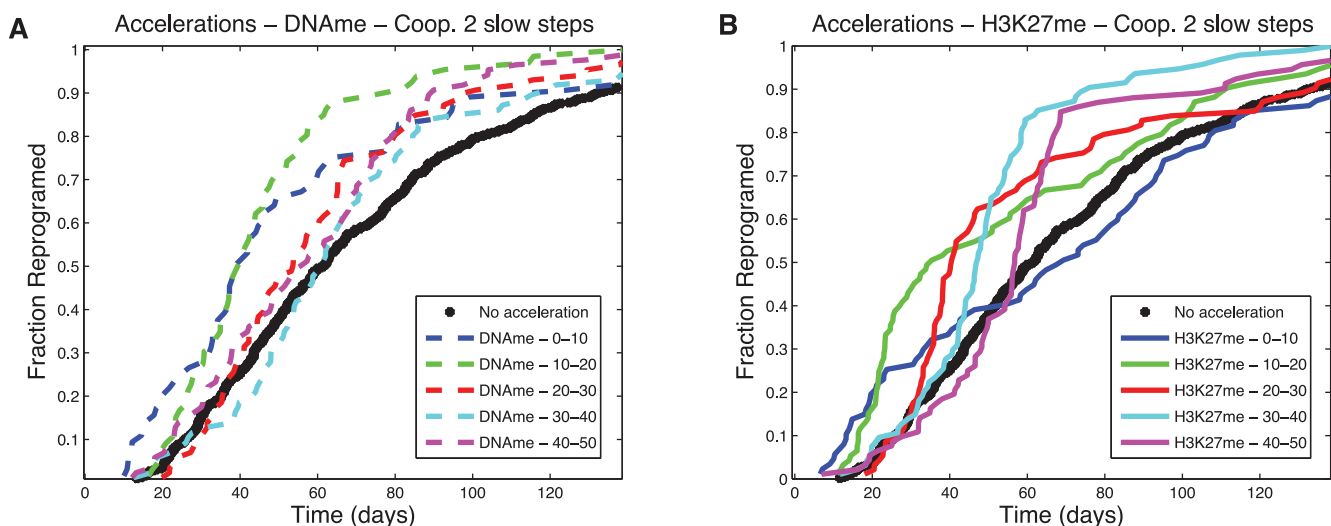 A
Accelerations – DNAme – Coop. 2 slow steps
1
0.9
0.8
0.7
0.6
0.5
0.4
0.3
0.2
0.1
Fraction Reprogramed
No acceleration
DNAme – 0–10
DNAme – 10–20
DNAme – 20–30
DNAme – 30–40
DNAme – 40–50
0 20 40 60 80 100 120
Time (days)
B
Accelerations – H3K27me – Coop. 2 slow steps
1
0.9
0.8
0.7
0.6
0.5
0.4
0.3
0.2
0.1
0
Fraction Reprogramed
No acceleration
H3K27me – 0–10
H3K27me – 10–20
H3K27me – 20–30
H3K27me – 30–40
H3K27me – 40–50
0 20 40 60 80 100 120
Time (days)